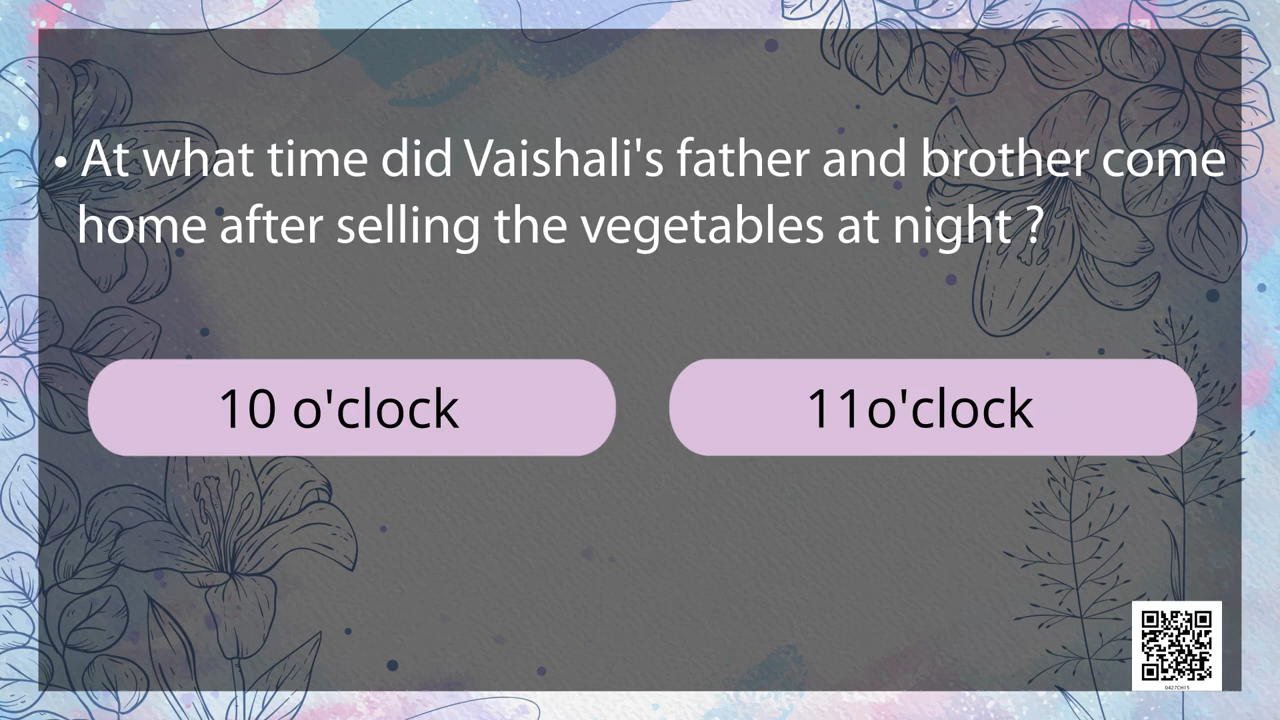 • At what time did Vaishali's father and brother come
home after selling the vegetables at night ?
10 o'clock
11o'clock
0427CH15